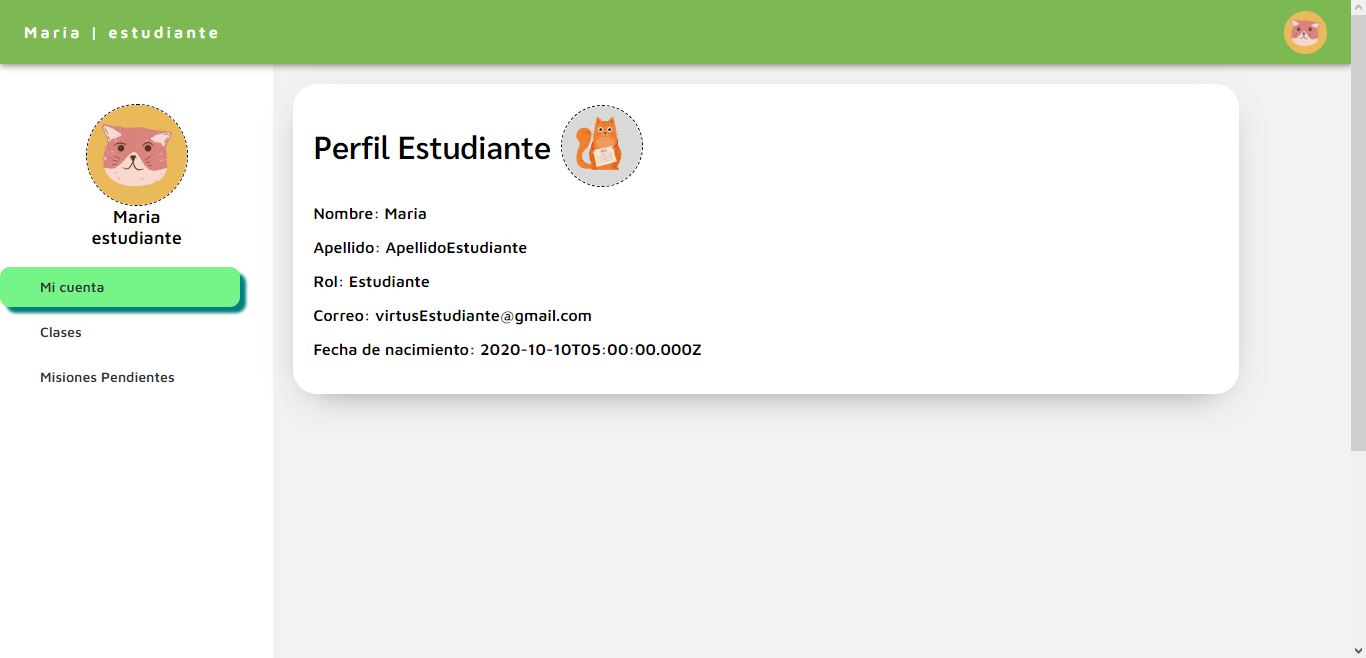 Maria | estudiante
Maria
estudiante
Mi cuenta
Clases
Misiones Pendientes
Perfil Estudiante
Nombre: Maria
Apellido: ApellidoEstudiante
Rol: Estudiante
Correo: virtusEstudiante@gmail.com
Fecha de nacimiento: 2020-10-10T05:00:00.000Z